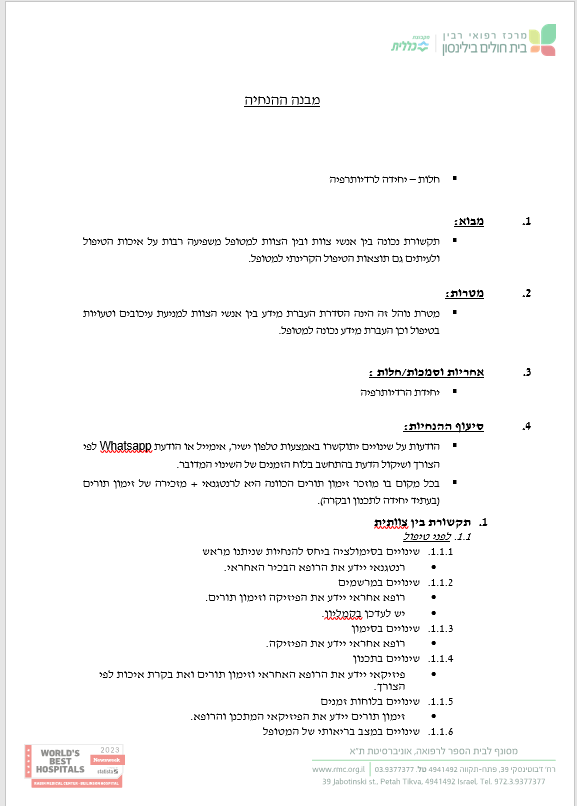 מרכז רפואי רבין
בית חולים בילינסון
כללית
מבנה ההנחיה
▪ חלות – יחידה לרדיותרפיה
1. מבוא:
▪ תקשורת נכונה בין אנשי צוות ובין הצוות למטופל משפיעה רבות על איכות הטיפול
ולעיתים גם תוצאות הטיפול הקרינתי למטופל.
2. מטרות:
▪ מטרת נוהל זה הינה הסדרת העברת מידע בין אנשי הצוות למניעת עיכובים וטעויות
בטיפול וכן העברת מידע נכונה למטופל.
3. אחריות וסמכות/חלות :
▪ יחידת הרדיותרפיה
4. סיעוף ההנחיות:
▪ הודעות על שינויים יתוקשרו באמצעות טלפון ישיר, אימייל או הודעת Whatsapp לפי
הצורך ושיקול הדעת בהתחשב בלוח הזמנים של השינוי המדובר.
▪ בכל מקום בו מוזכר זימון תורים הכוונה היא לרנטגנאי + מזכירה של זימון תורים
(בעתיד יחידה לתכנון ובקרה).
1. תקשורת בין צוותית
1.1. לפני טיפול
1.1.1. שינויים בסימולציה ביחס להנחיות שניתנו מראש
• רנטגנאי יידע את הרופא הבכיר האחראי.
1.1.2. שינויים במרשמים
• רופא אחראי יידע את הפיזיקה וזימון תורים.
• יש לעדכן בקמליון.
1.1.3. שינויים בסימון
• רופא אחראי יידע את הפיזיקה.
1.1.4. שינויים בתכנון
• פיזיקאי יידע את הרופא האחראי וזימון תורים ואת בקרת איכות לפי
הצורך.
1.1.5. שינויים בלוחות זמנים
• זימון תורים יידע את הפיזיקאי המתכנן והרופא.
1.1.6. שינויים במצב בריאותי של המטופל
WORLD'S
BEST
HOSPITALS
2023
Newsweek
statista
מסונף לבית הספר לרפואה, אוניברסיטת ת"א
רח' ז'בוטינסקי 39, פתח-תקווה 4941492 טל. 03.9377377 | www.rmc.org.il
39 Jabotinski st., Petah Tikva, 4941492 Israel, Tel. 972.3.9377377